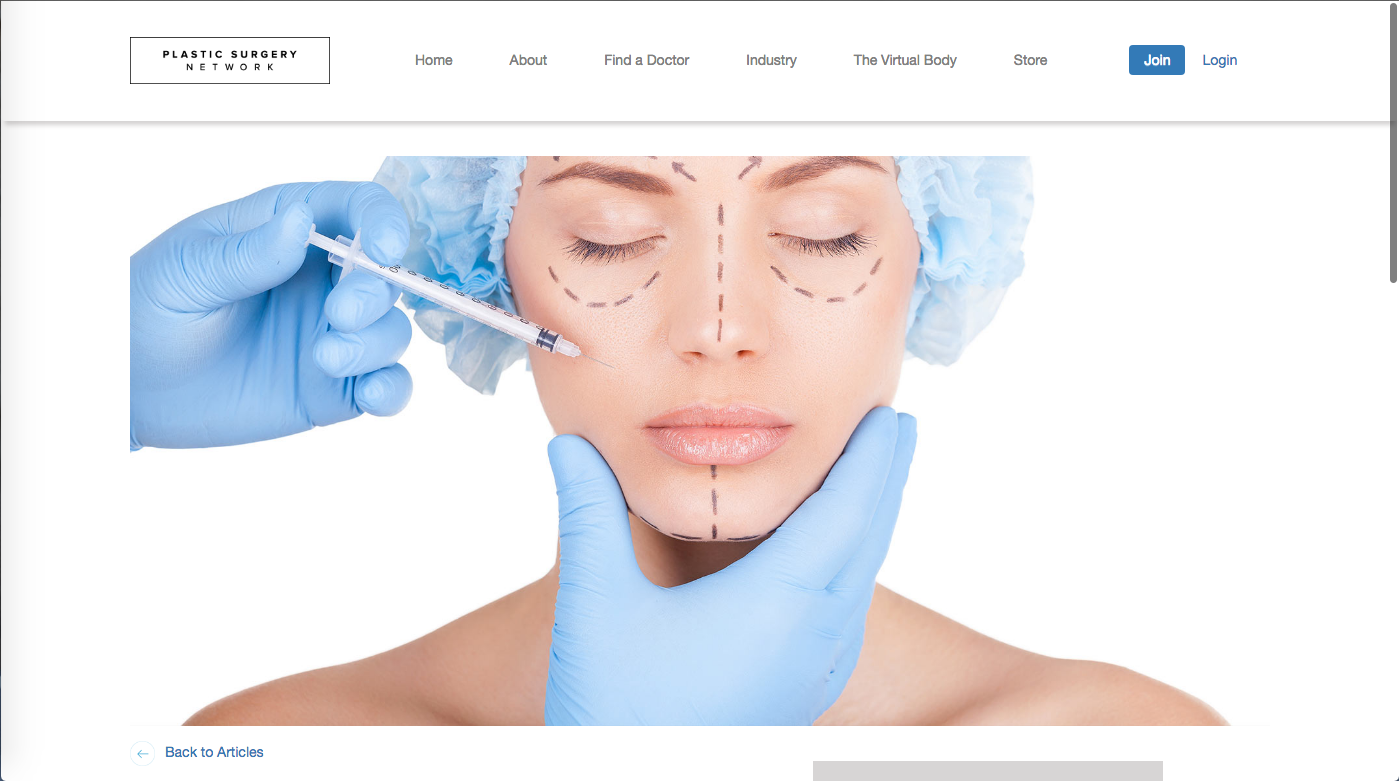 PLASTIC SURGERY
NETWORK
Home About Find a Doctor Industry The Virtual Body Store Join Login
Back to Articles